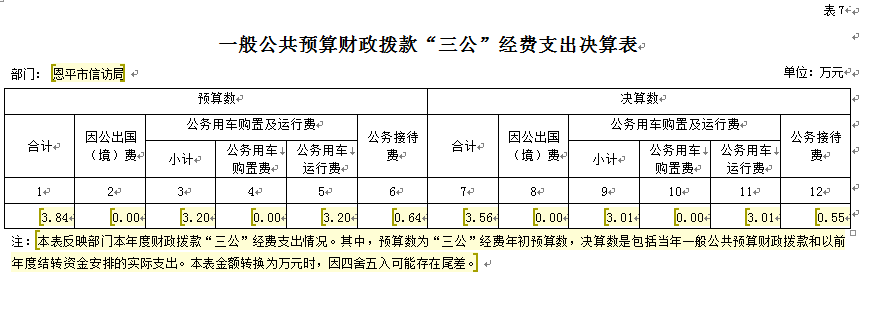 表 7
一般公共预算财政拨款“三公”经费支出决算表
部门： 恩平市信访局 单位：万元
预算数 决算数
合计 因公出国（境）费 公务用车购置及运行费 公务接待费 合计 因公出国（境）费 公务用车购置及运行费 公务接待费
小计 公务用车购置费 公务用车运行费 小计 公务用车购置费 公务用车运行费
1 2 3 4 5 6 7 8 9 10 11 12
3.84 0.00 3.20 0.00 3.20 0.64 3.56 0.00 3.01 0.00 3.01 0.55
注：本表反映部门本年度财政拨款“三公”经费支出情况。其中，预算数为“三公”经费年初预算数，决算数是包括当年一般公共预算财政拨款和以前
年度结转资金安排的实际支出。本表金额转换为万元时，因四舍五入可能存在尾差。